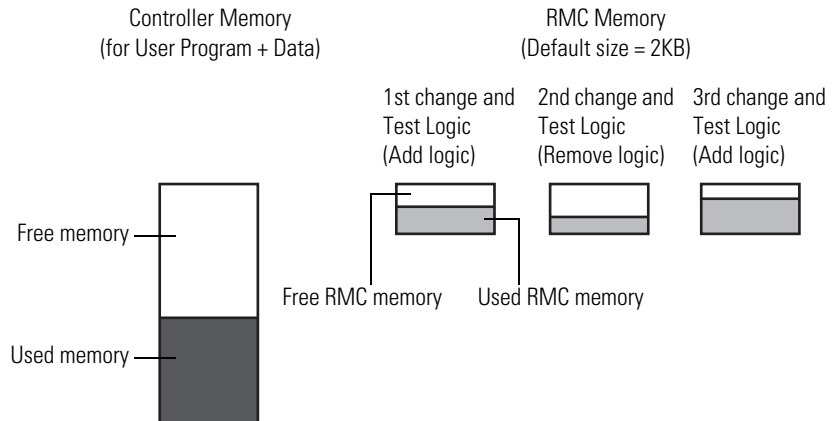 Controller Memory
(for User Program + Data)
RMC Memory
(Default size = 2KB)
1st change and
Test Logic
(Add logic)
2nd change and
Test Logic
(Remove logic)
3rd change and
Test Logic
(Add logic)
Free memory
Free RMC memory
Used RMC memory
Used memory